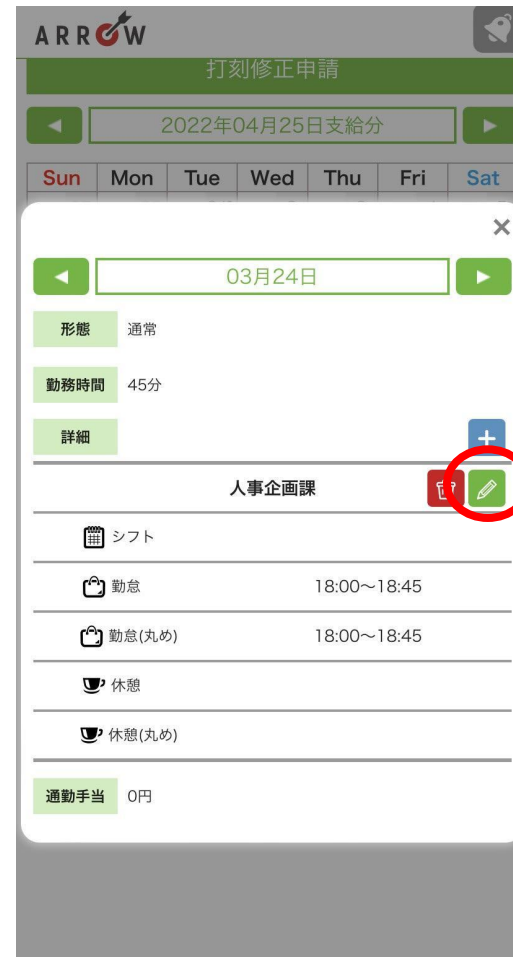 ARROW
打刻修正申請
2022年04月25日支給分
Sun Mon Tue Wed Thu Fri Sat
03月24日
形態 通常
勤務時間 45分
詳細
人事企画課
シフト
勤怠 18:00～18:45
勤怠(丸め) 18:00～18:45
休憩
休憩(丸め)
通勤手当 0円